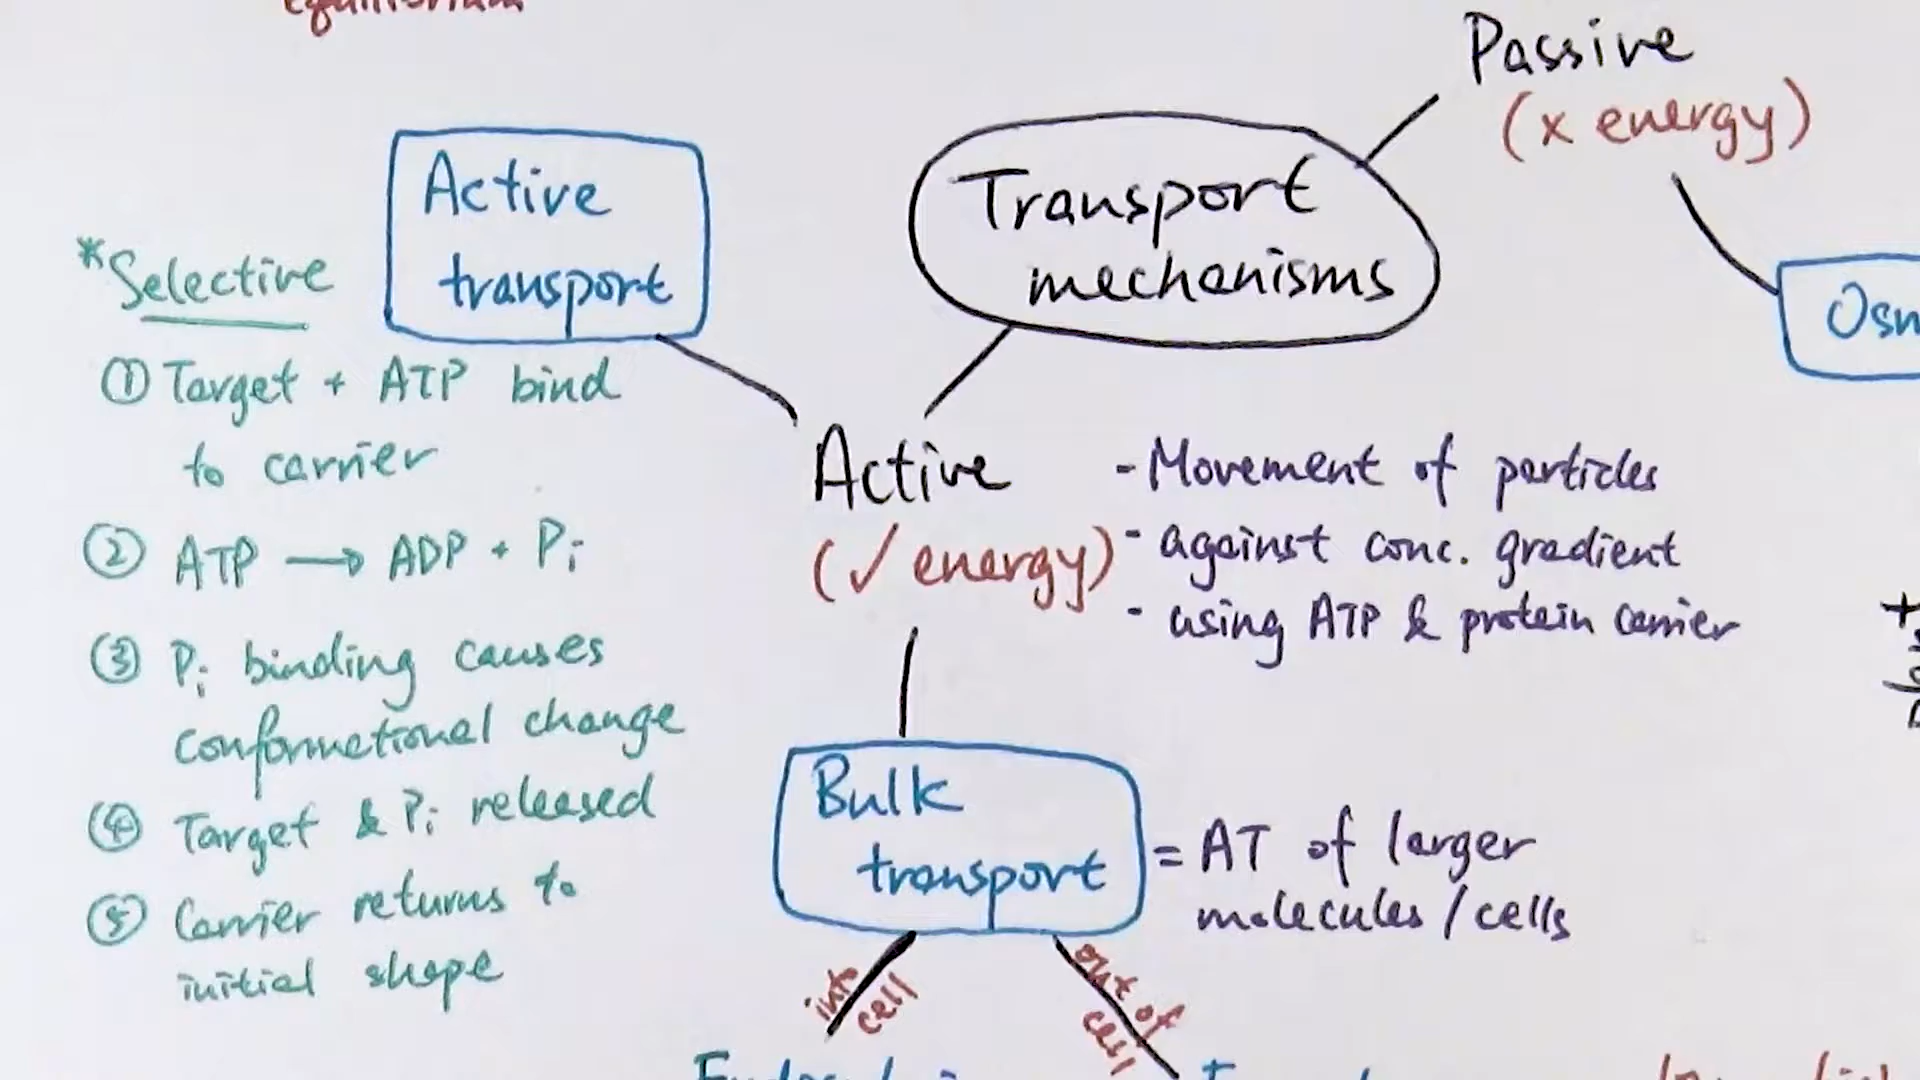 equilibrium
Passive
(x energy)
Transport
mechanisms
Active
transport
*Selective
① Target + ATP bind
to carrier
② ATP → ADP + Pi
③ Pi binding causes
conformational change
④ Target & Pi released
⑤ Carrier returns to
initial shape
Active
(✓ energy)
- Movement of particles
- against conc. gradient
- using ATP & protein carrier
Bulk
transport
= AT of larger
molecules/cells
into
cell
out of
cell